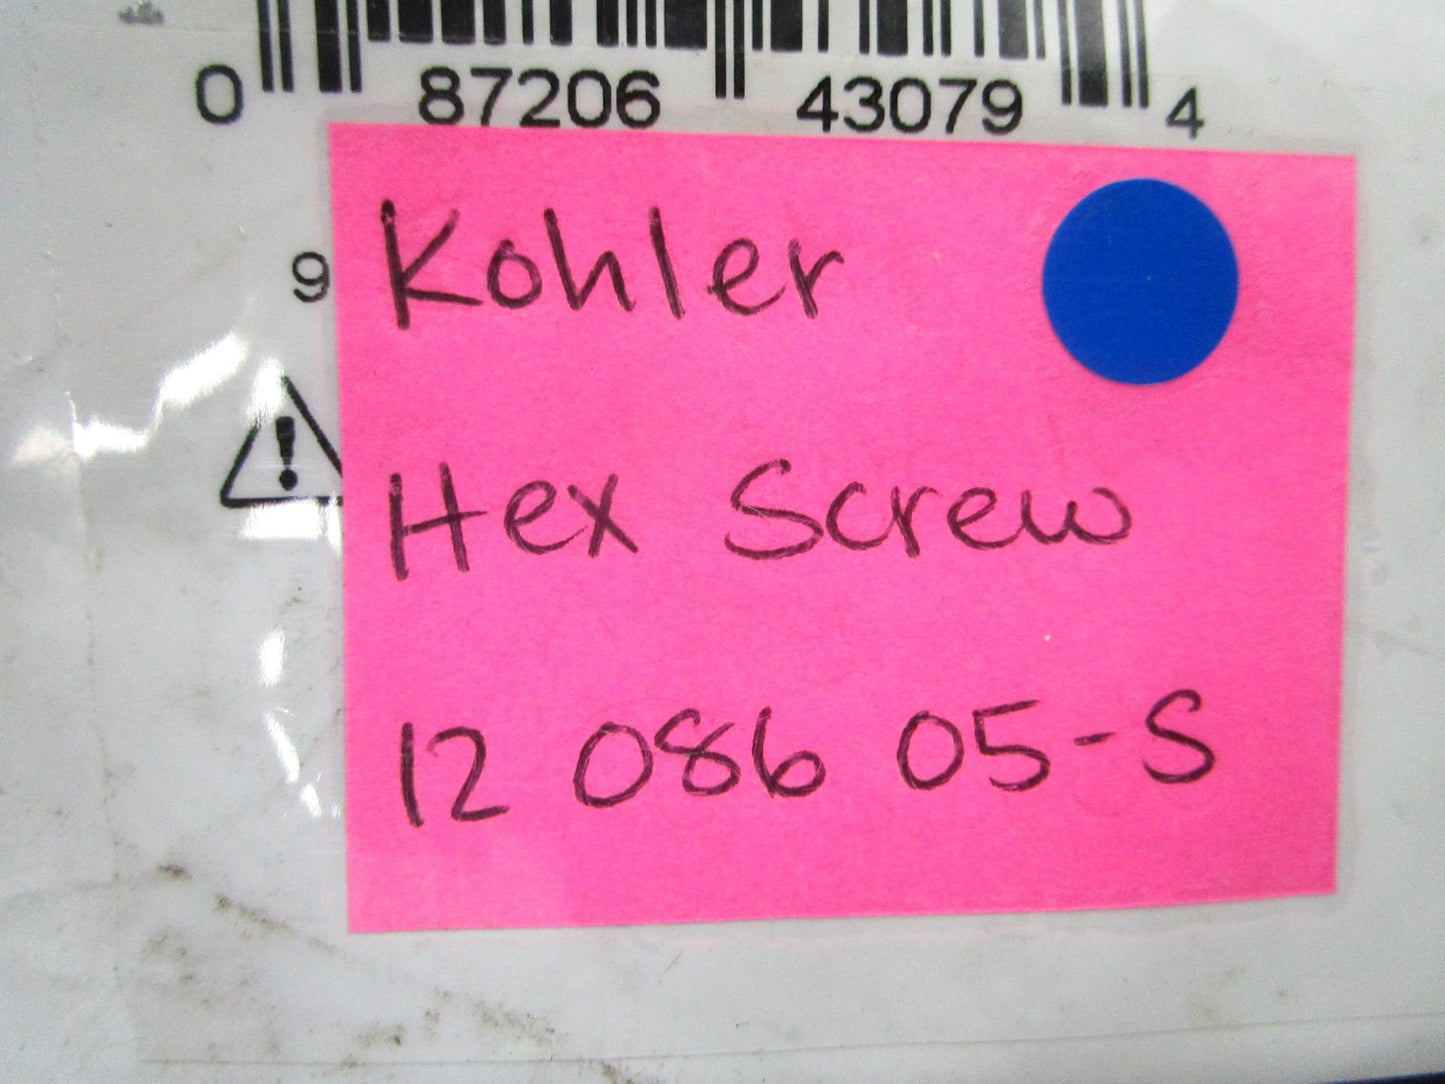 0 87206 43079 4
9
Kohler
Hex Screw
12 086 05-S